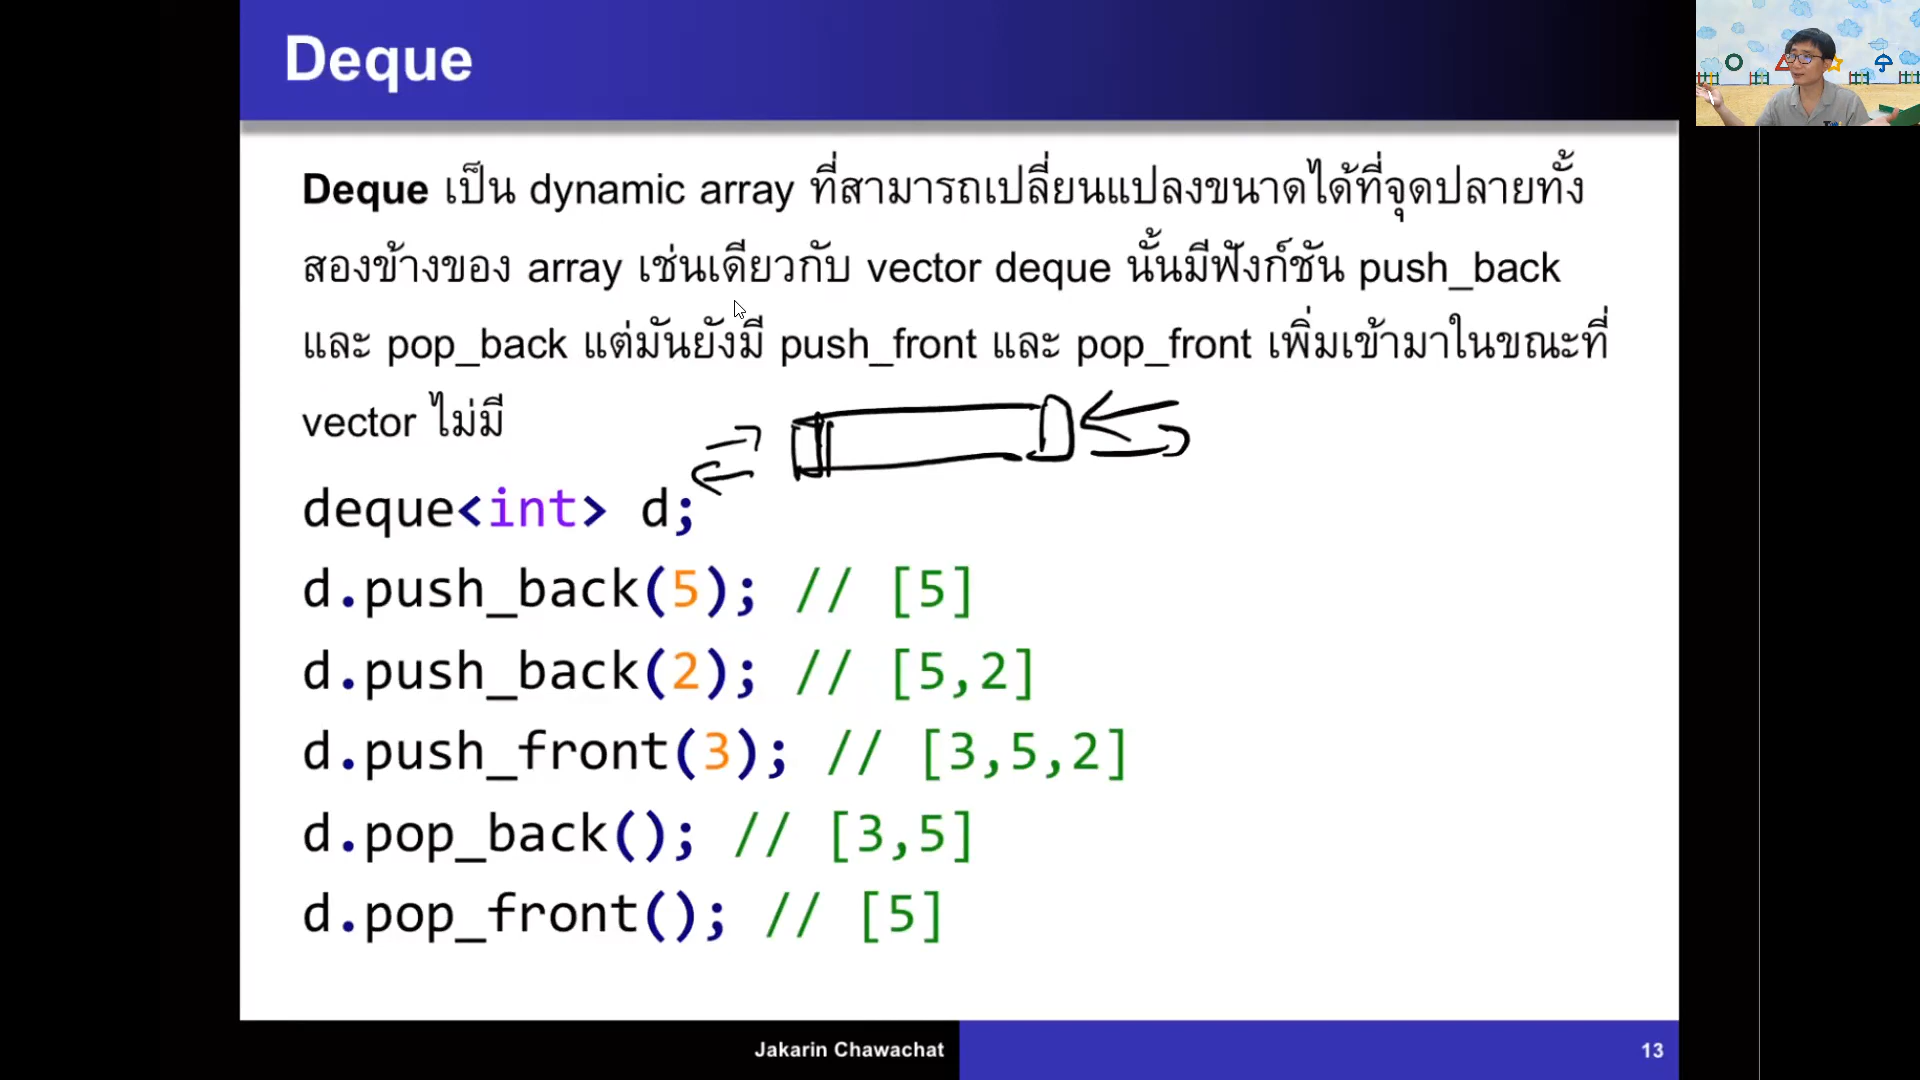 Deque
Deque เป็น dynamic array ที่สามารถเปลี่ยนแปลงขนาดได้ที่จุดปลายทั้ง
สองข้างของ array เช่นเดียวกับ vector deque นั้นมีฟังก์ชัน push_back
และ pop_back แต่มันยังมี push_front และ pop_front เพิ่มเข้ามาในขณะที่
vector ไม่มี
deque<int> d;
d.push_back(5); // [5]
d.push_back(2); // [5,2]
d.push_front(3); // [3,5,2]
d.pop_back(); // [3,5]
d.pop_front(); // [5]
Jakarin Chawachat
13